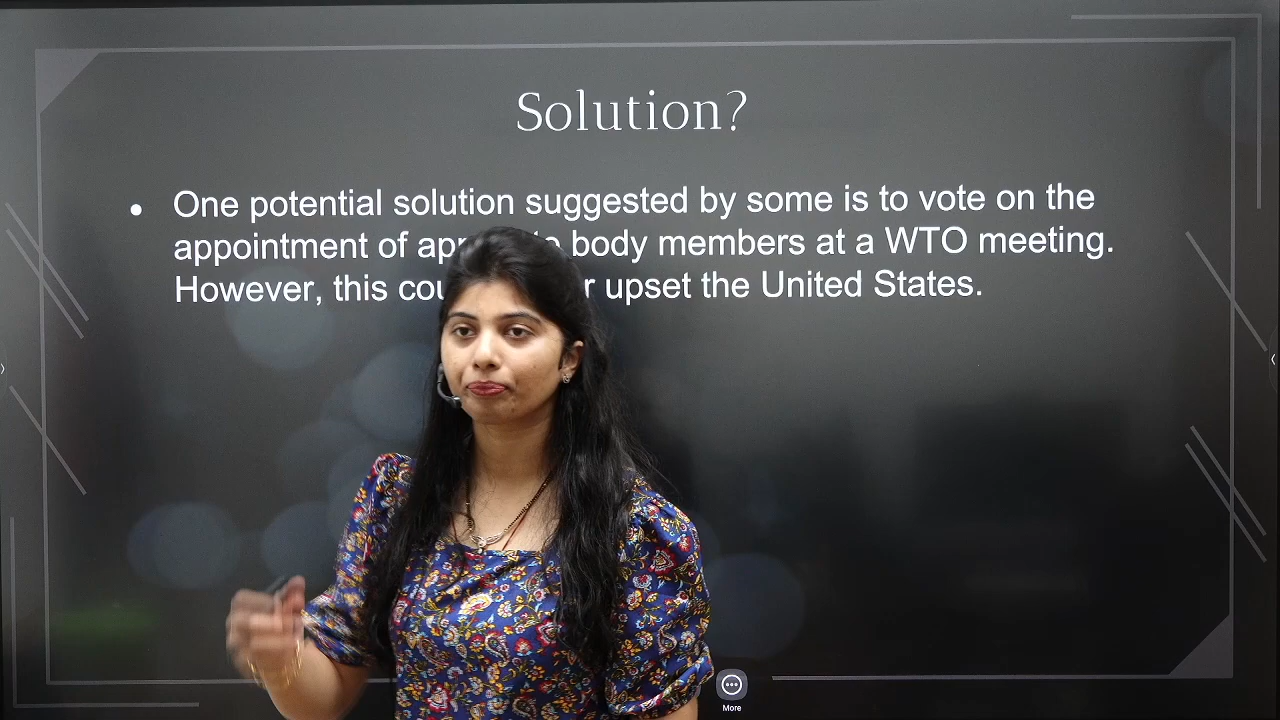 Solution?
• One potential solution suggested by some is to vote on the
appointment of body members at a WTO meeting.
However, this upset the United States.
More